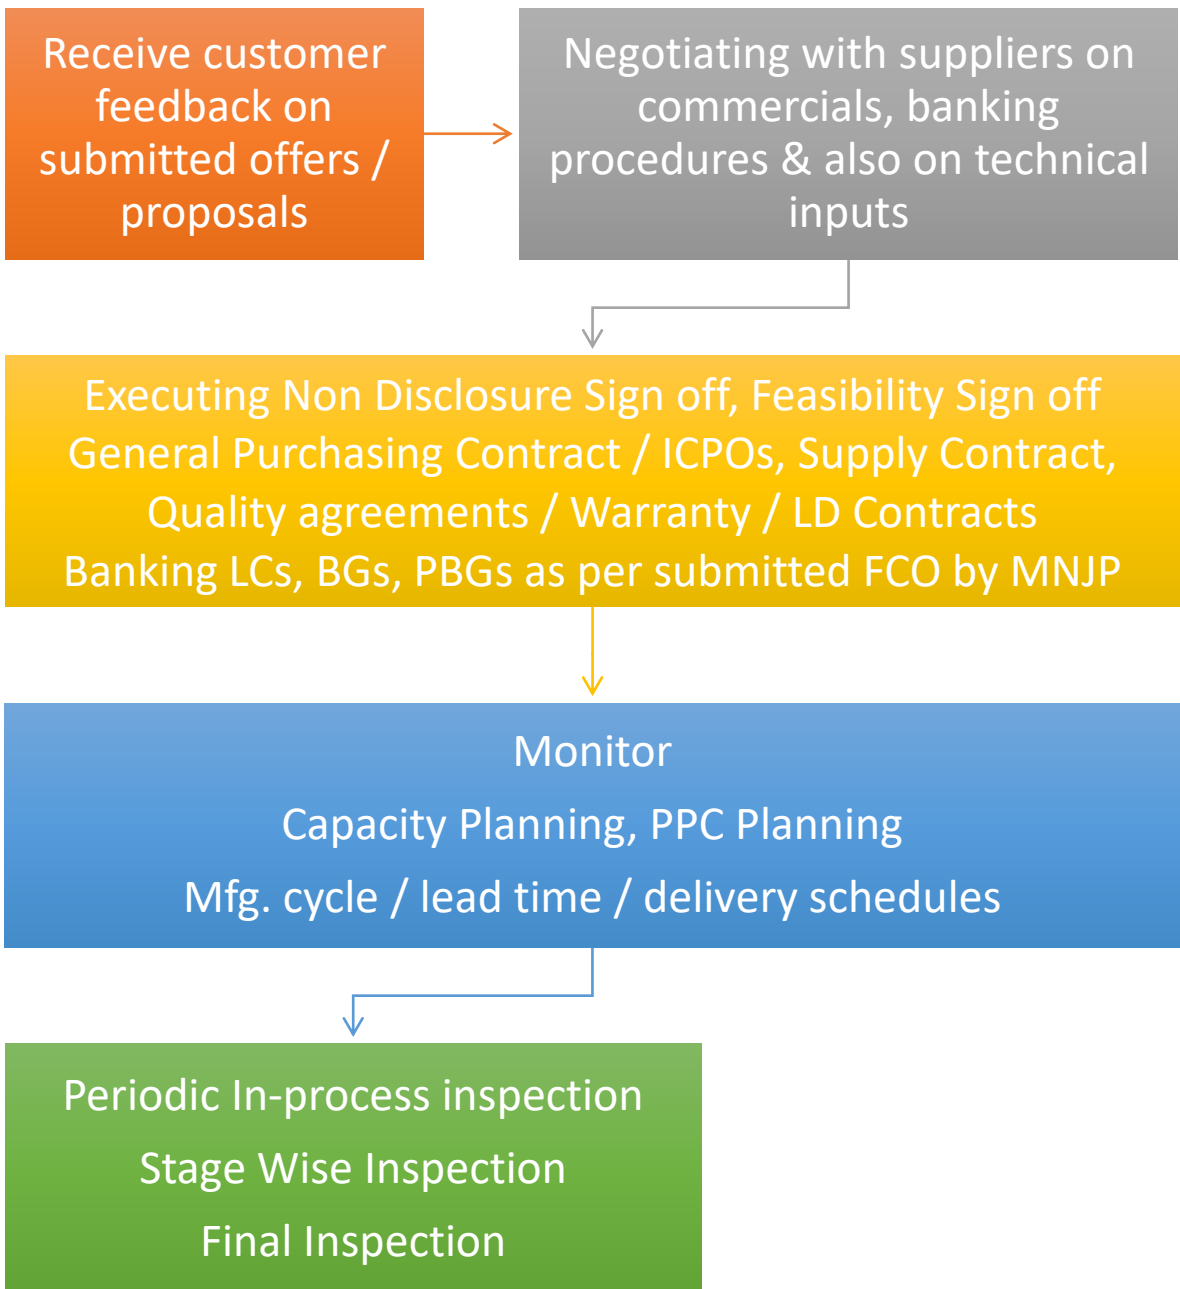 Receive customer
feedback on
submitted offers /
proposals
Negotiating with suppliers on
commercials, banking
procedures & also on technical
inputs
Executing Non Disclosure Sign off, Feasibility Sign off
General Purchasing Contract / ICPOs, Supply Contract,
Quality agreements / Warranty / LD Contracts
Banking LCs, BGs, PBGs as per submitted FCO by MNJP
Monitor
Capacity Planning, PPC Planning
Mfg. cycle / lead time / delivery schedules
Periodic In-process inspection
Stage Wise Inspection
Final Inspection